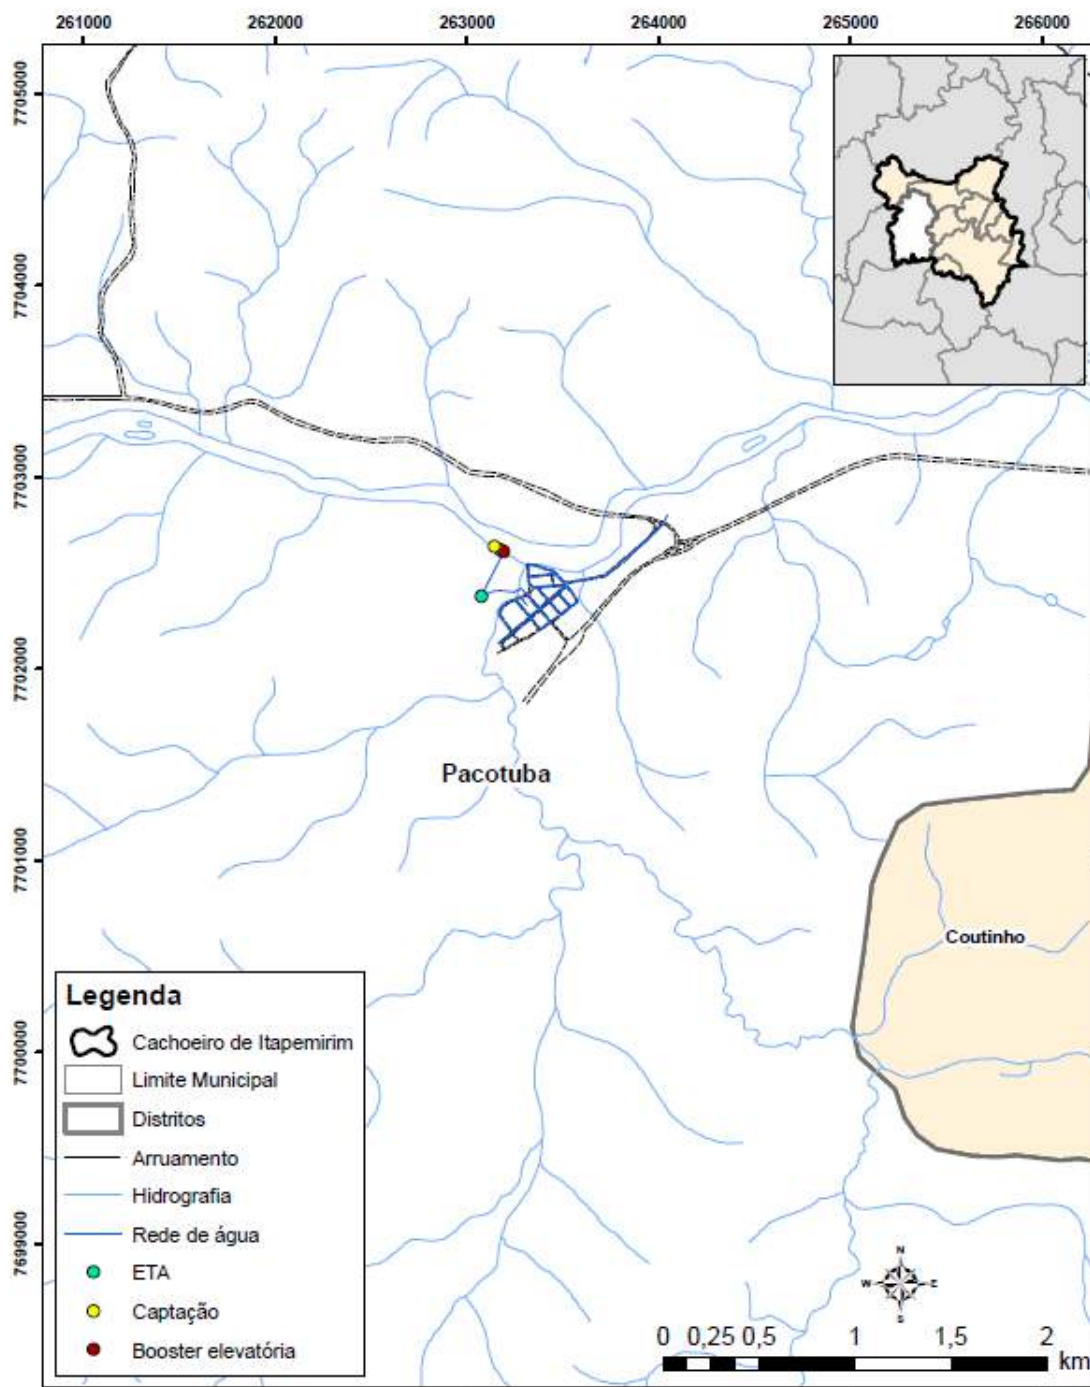 261000 262000 263000 264000 265000 266000
7705000
7704000
7703000
7702000
7701000
7700000
7699000
Pacotuba
Coutinho
Legenda
Cachoeiro de Itapemirim
Limite Municipal
Distritos
Arruamento
Hidrografia
Rede de água
ETA
Captação
Booster elevatória
N
W E
S
0 0,25 0,5 1 1,5 2
km